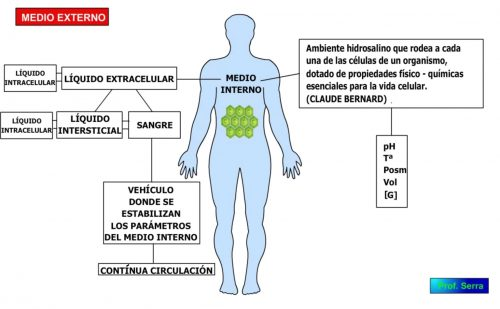 MEDIO EXTERNO
LÍQUIDO
INTRACELULAR
LÍQUIDO EXTRACELULAR
MEDIO
INTERNO
Ambiente hidrosalino que rodea a cada
una de las células de un organismo,
dotado de propiedades físico - químicas
esenciales para la vida celular.
(CLAUDE BERNARD)
LÍQUIDO
INTRACELULAR
LÍQUIDO
INTERSTICIAL
SANGRE
pH
Tª
Posm
Vol
[G]
VEHÍCULO
DONDE SE
ESTABILIZAN
LOS PARÁMETROS
DEL MEDIO INTERNO
CONTÍNUA CIRCULACIÓN
Prof. Serra